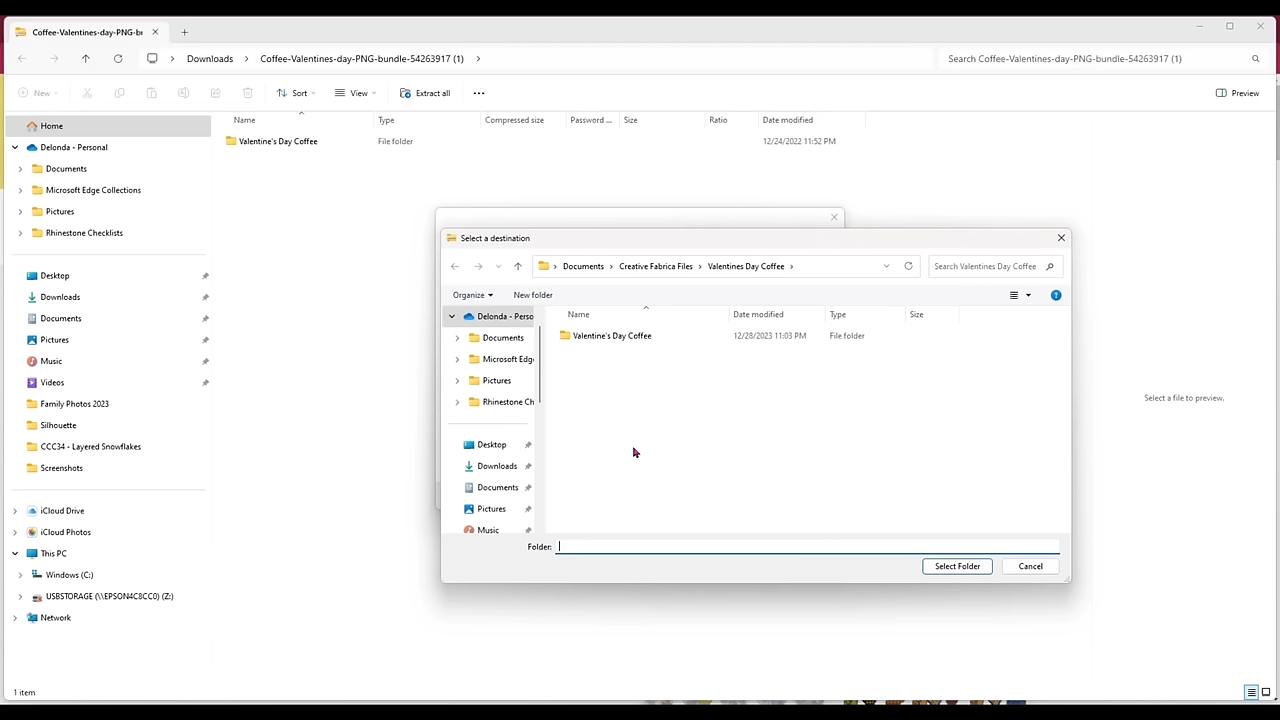 Coffee-Valentines-day-PNG-bu
Downloads > Coffee-Valentines-day-PNG-bundle-54263917 (1) >
Search Coffee-Valentines-day-PNG-bundle-54263917 (1)
New
Sort
View
Extract all
Preview
Name
Type
Compressed size
Password ...
Size
Ratio
Date modified
Valentine's Day Coffee
File folder
12/24/2022 11:52 PM
Home
Delonda - Personal
Documents
Microsoft Edge Collections
Pictures
Rhinestone Checklists
Desktop
Downloads
Documents
Pictures
Music
Videos
Family Photos 2023
Silhouette
CCC34 - Layered Snowflakes
Screenshots
iCloud Drive
iCloud Photos
This PC
Windows (C:)
USBSTORAGE (\\EPSON4C8CC0) (Z:)
Network
1 item
Select a file to preview.
Select a destination
Documents > Creative Fabrica Files > Valentines Day Coffee >
Search Valentines Day Coffee
Organize
New folder
Name
Date modified
Type
Size
Valentine's Day Coffee
12/28/2023 11:03 PM
File folder
Delonda - Perso
Documents
Microsoft Edg
Pictures
Rhinestone Ch
Desktop
Downloads
Documents
Pictures
Music
Folder:
Select Folder
Cancel